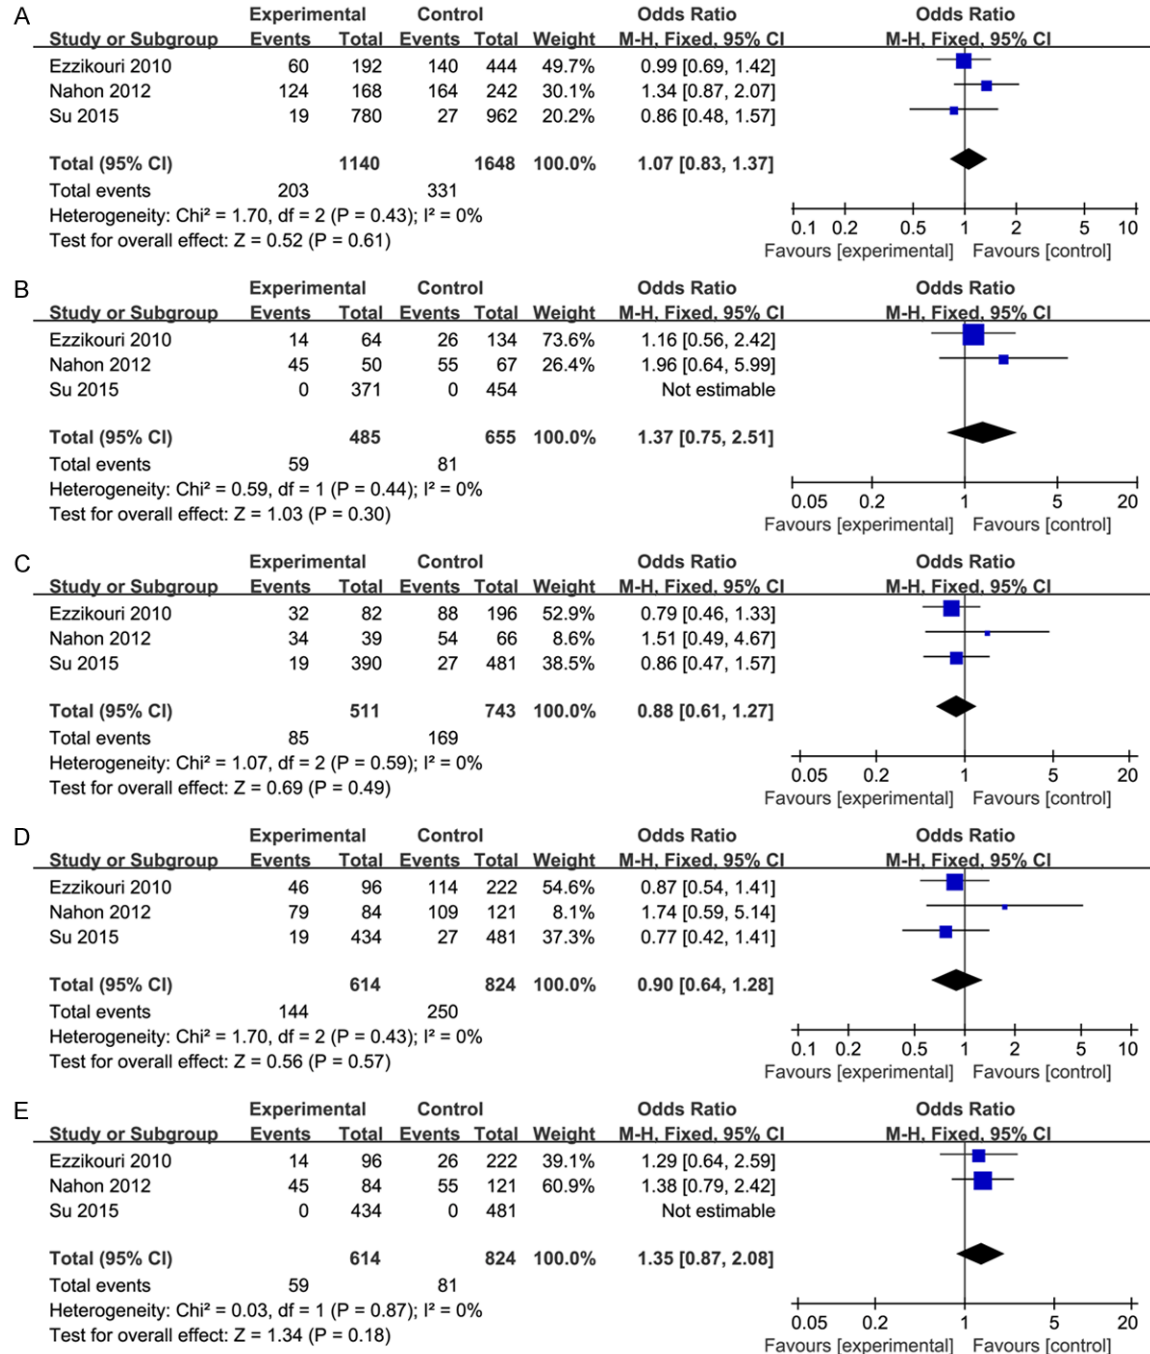 A
Experimental Control Odds Ratio Odds Ratio
Study or Subgroup Events Total Events Total Weight M-H, Fixed, 95% CI M-H, Fixed, 95% CI
Ezzikouri 2010 60 192 140 444 49.7% 0.99 [0.69, 1.42]
Nahon 2012 124 168 164 242 30.1% 1.34 [0.87, 2.07]
Su 2015 19 780 27 962 20.2% 0.86 [0.48, 1.57]
Total (95% CI) 1140 1648 100.0% 1.07 [0.83, 1.37]
Total events 203 331
Heterogeneity: Chi² = 1.70, df = 2 (P = 0.43); I² = 0%
Test for overall effect: Z = 0.52 (P = 0.61)
0.1 0.2 0.5 1 2 5 10
Favours [experimental] Favours [control]
B
Experimental Control Odds Ratio Odds Ratio
Study or Subgroup Events Total Events Total Weight M-H, Fixed, 95% CI M-H, Fixed, 95% CI
Ezzikouri 2010 14 64 26 134 73.6% 1.16 [0.56, 2.42]
Nahon 2012 45 50 55 67 26.4% 1.96 [0.64, 5.99]
Su 2015 0 371 0 454 Not estimable
Total (95% CI) 485 655 100.0% 1.37 [0.75, 2.51]
Total events 59 81
Heterogeneity: Chi² = 0.59, df = 1 (P = 0.44); I² = 0%
Test for overall effect: Z = 1.03 (P = 0.30)
0.05 0.2 1 5 20
Favours [experimental] Favours [control]
C
Experimental Control Odds Ratio Odds Ratio
Study or Subgroup Events Total Events Total Weight M-H, Fixed, 95% CI M-H, Fixed, 95% CI
Ezzikouri 2010 32 82 88 196 52.9% 0.79 [0.46, 1.33]
Nahon 2012 34 39 54 66 8.6% 1.51 [0.49, 4.67]
Su 2015 19 390 27 481 38.5% 0.86 [0.47, 1.57]
Total (95% CI) 511 743 100.0% 0.88 [0.61, 1.27]
Total events 85 169
Heterogeneity: Chi² = 1.07, df = 2 (P = 0.59); I² = 0%
Test for overall effect: Z = 0.69 (P = 0.49)
0.05 0.2 1 5 20
Favours [experimental] Favours [control]
D
Experimental Control Odds Ratio Odds Ratio
Study or Subgroup Events Total Events Total Weight M-H, Fixed, 95% CI M-H, Fixed, 95% CI
Ezzikouri 2010 46 96 114 222 54.6% 0.87 [0.54, 1.41]
Nahon 2012 79 84 109 121 8.1% 1.74 [0.59, 5.14]
Su 2015 19 434 27 481 37.3% 0.77 [0.42, 1.41]
Total (95% CI) 614 824 100.0% 0.90 [0.64, 1.28]
Total events 144 250
Heterogeneity: Chi² = 1.70, df = 2 (P = 0.43); I² = 0%
Test for overall effect: Z = 0.56 (P = 0.57)
0.1 0.2 0.5 1 2 5 10
Favours [experimental] Favours [control]
E
Experimental Control Odds Ratio Odds Ratio
Study or Subgroup Events Total Events Total Weight M-H, Fixed, 95% CI M-H, Fixed, 95% CI
Ezzikouri 2010 14 96 26 222 39.1% 1.29 [0.64, 2.59]
Nahon 2012 45 84 55 121 60.9% 1.38 [0.79, 2.42]
Su 2015 0 434 0 481 Not estimable
Total (95% CI) 614 824 100.0% 1.35 [0.87, 2.08]
Total events 59 81
Heterogeneity: Chi² = 0.03, df = 1 (P = 0.87); I² = 0%
Test for overall effect: Z = 1.34 (P = 0.18)
0.05 0.2 1 5 20
Favours [experimental] Favours [control]